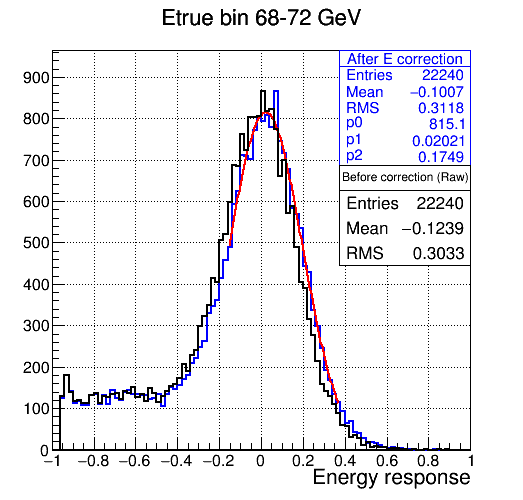 Etrue bin 68-72 GeV
After E correction
Entries 22240
Mean −0.1007
RMS 0.3118
p0 815.1
p1 0.02021
p2 0.1749
Before correction (Raw)
Entries 22240
Mean −0.1239
RMS 0.3033
900
800
700
600
500
400
300
200
100
0
−1 −0.8 −0.6 −0.4 −0.2 0 0.2 0.4 0.6 0.8 1
Energy response